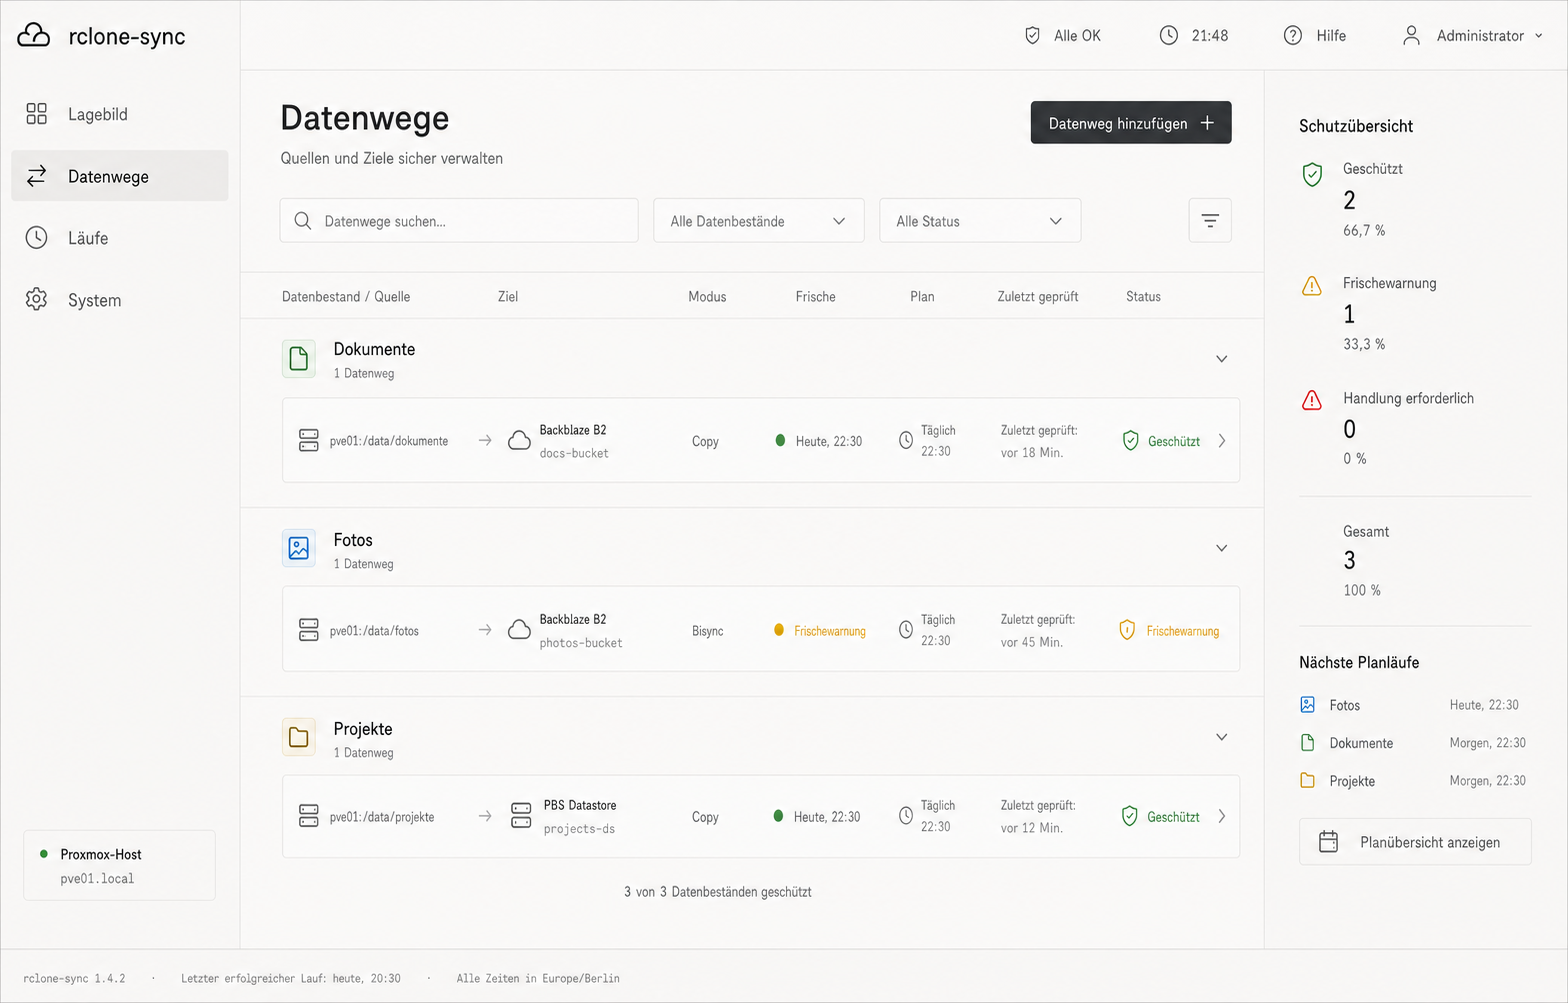 rclone-sync
Alle OK
21:48
Hilfe
Administrator
Lagebild
Datenwege
Läufe
System
Proxmox-Host
pve01.local
Datenwege
Quellen und Ziele sicher verwalten
Datenweg hinzufügen
Datenwege suchen...
Alle Datenbestände
Alle Status
Datenbestand / Quelle Ziel Modus Frische Plan Zuletzt geprüft Status
Dokumente
1 Datenweg
pve01:/data/dokumente
Backblaze B2
docs-bucket
Copy
Heute, 22:30
Täglich
22:30
Zuletzt geprüft:
vor 18 Min.
Geschützt
Fotos
1 Datenweg
pve01:/data/fotos
Backblaze B2
photos-bucket
Bisync
Frischewarnung
Täglich
22:30
Zuletzt geprüft:
vor 45 Min.
Frischewarnung
Projekte
1 Datenweg
pve01:/data/projekte
PBS Datastore
projects-ds
Copy
Heute, 22:30
Täglich
22:30
Zuletzt geprüft:
vor 12 Min.
Geschützt
3 von 3 Datenbeständen geschützt
Schutzübersicht
Geschützt
2
66,7 %
Frischewarnung
1
33,3 %
Handlung erforderlich
0
0 %
Gesamt
3
100 %
Nächste Planläufe
Fotos Heute, 22:30
Dokumente Morgen, 22:30
Projekte Morgen, 22:30
Planübersicht anzeigen
rclone-sync 1.4.2 · Letzter erfolgreicher Lauf: heute, 20:30 · Alle Zeiten in Europe/Berlin